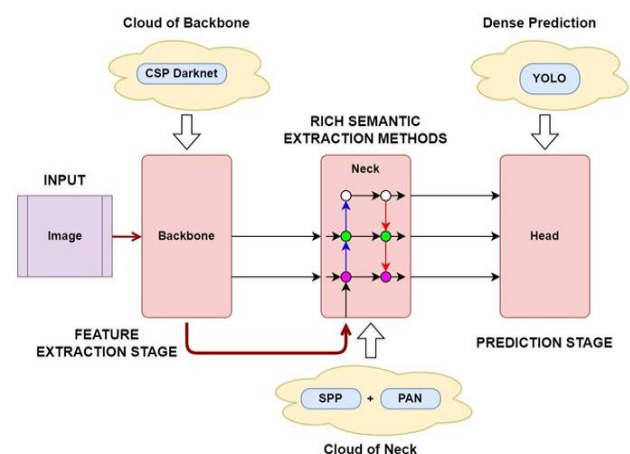 Cloud of Backbone
Dense Prediction
CSP Darknet
YOLO
RICH SEMANTIC
EXTRACTION METHODS
INPUT
Neck
Image
Backbone
Head
FEATURE
EXTRACTION STAGE
PREDICTION STAGE
SPP + PAN
Cloud of Neck